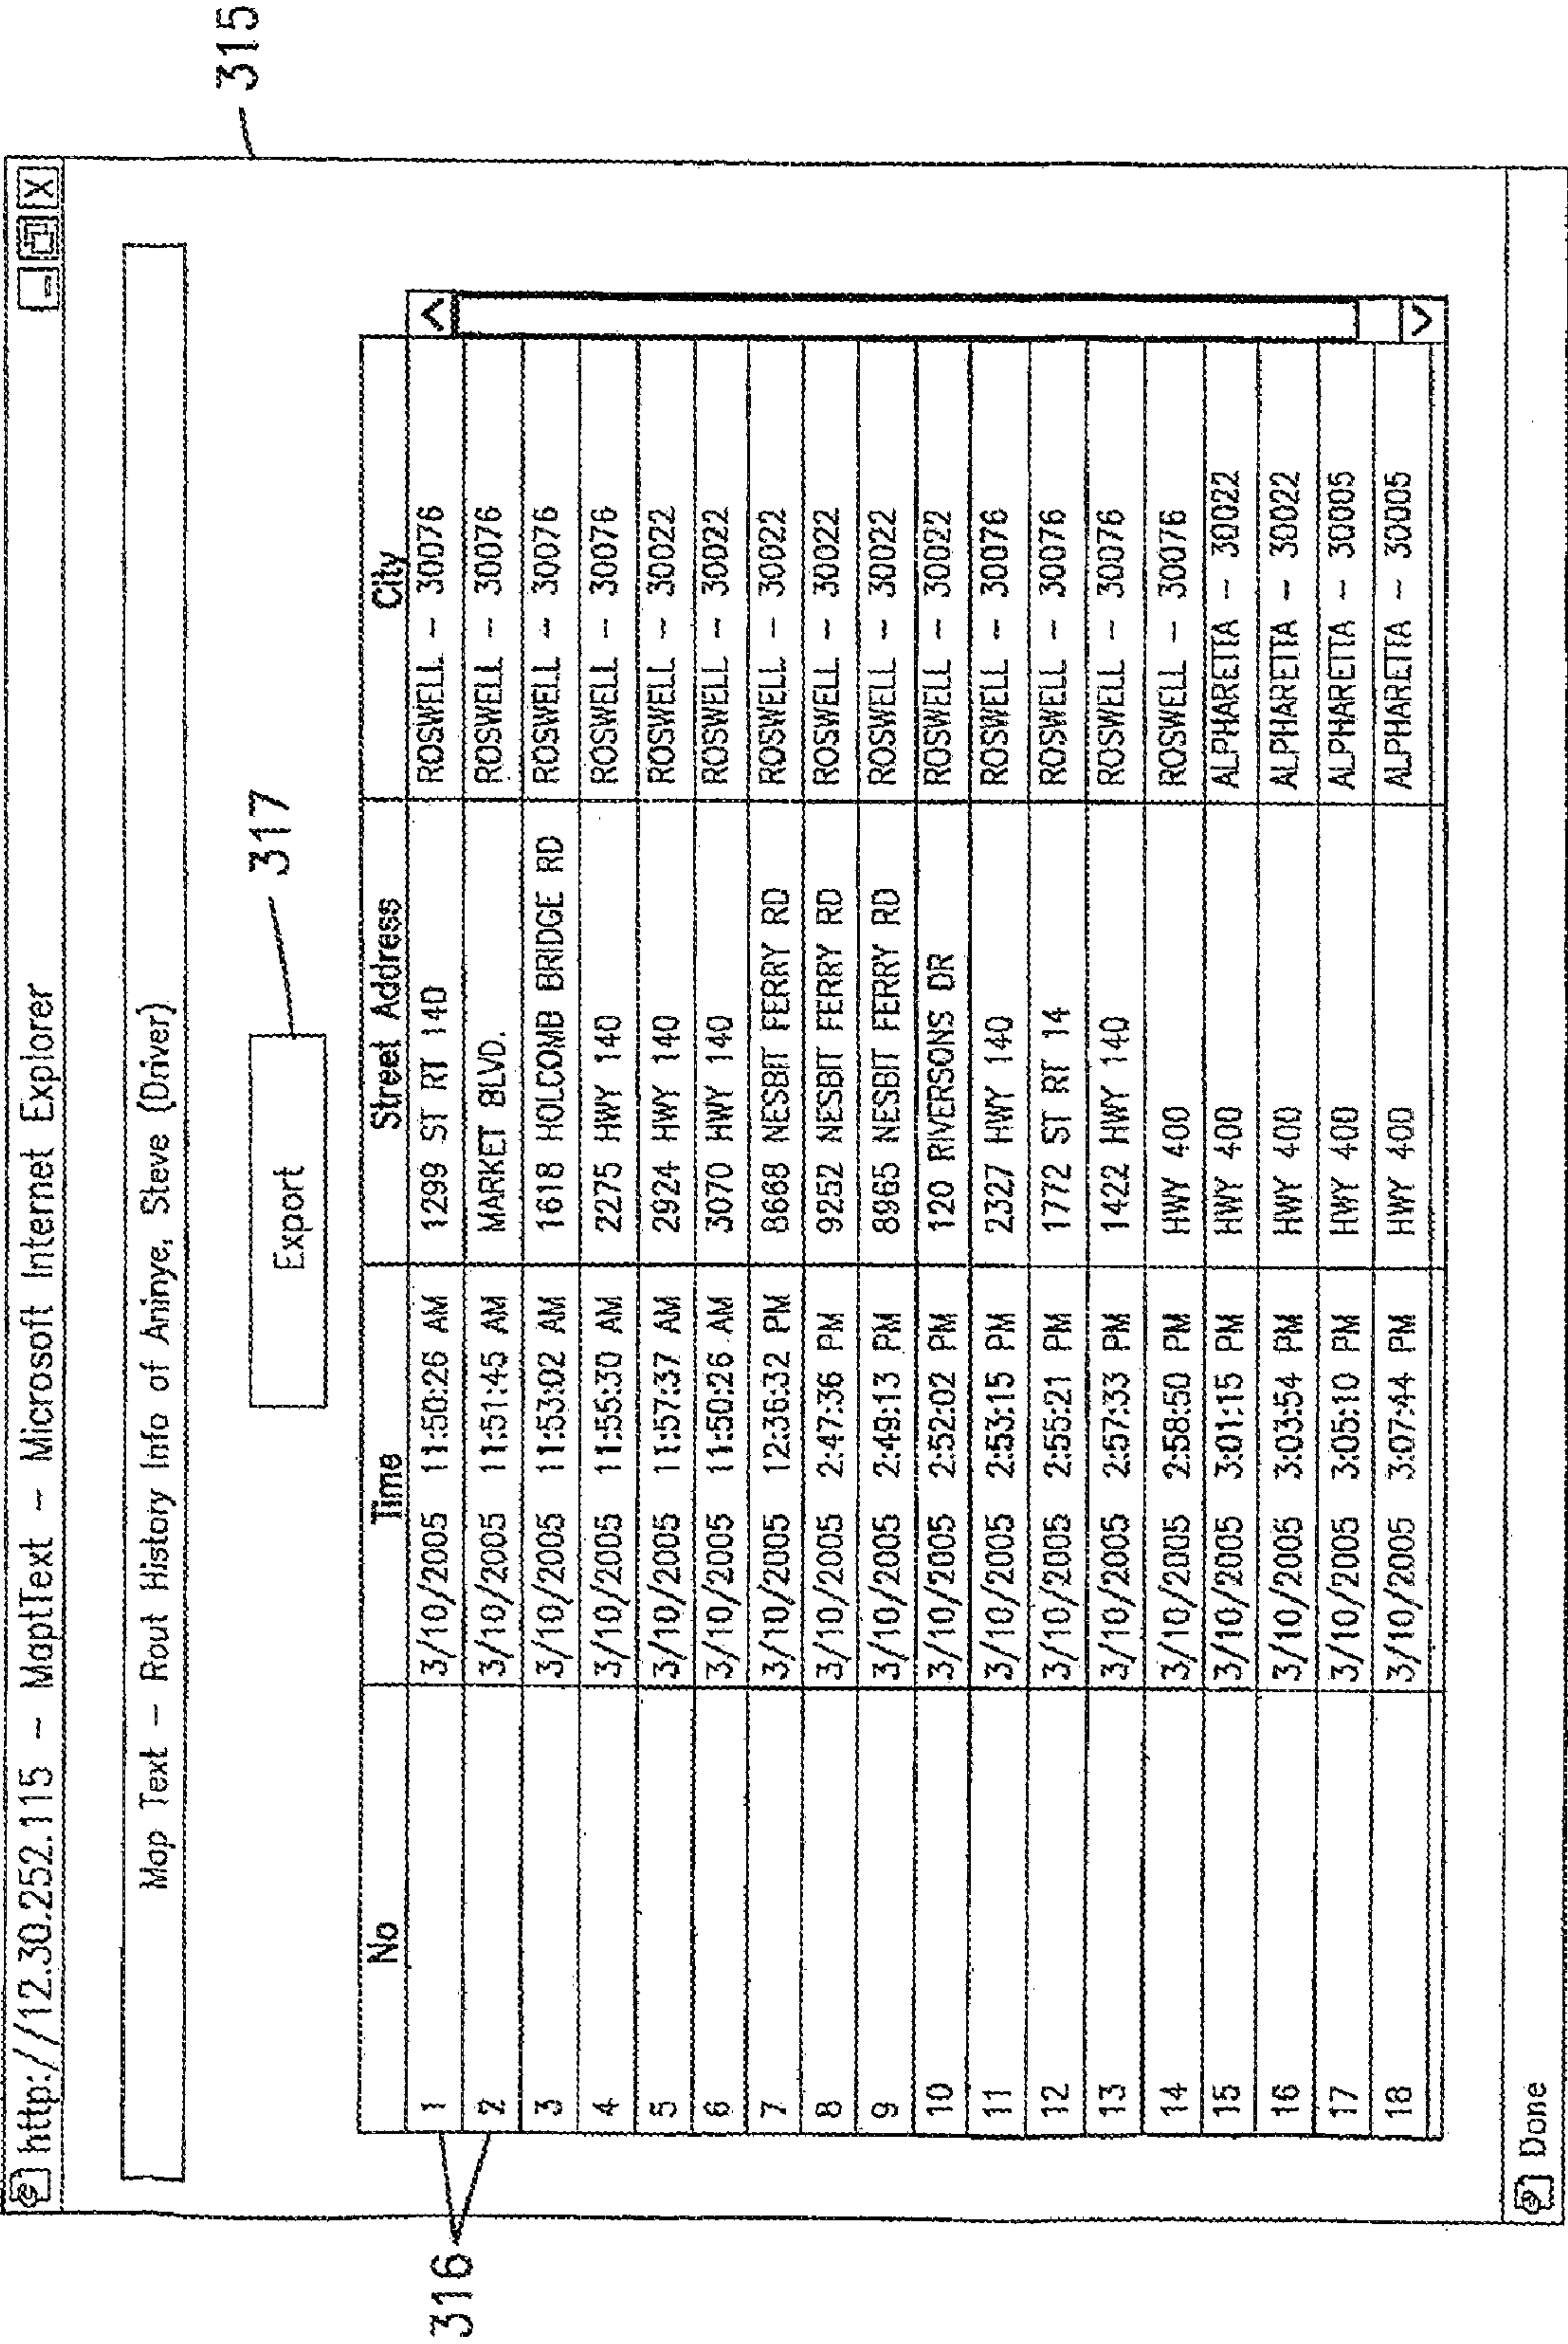 http://12.30.252.115 - MaptText - Microsoft Internet Explorer
315
Map Text - Rout History Info of Aninye, Steve (Driver)
Export
317
No Time Street Address City
316
1 3/10/2005 11:50:26 AM 1299 ST RT 140 ROSWELL - 30076
2 3/10/2005 11:51:45 AM MARKET BLVD. ROSWELL - 30076
3 3/10/2005 11:53:02 AM 1618 HOLCOMB BRIDGE RD ROSWELL - 30076
4 3/10/2005 11:55:30 AM 2275 HWY 140 ROSWELL - 30076
5 3/10/2005 11:57:37 AM 2924 HWY 140 ROSWELL - 30022
6 3/10/2005 11:50:26 AM 3070 HWY 140 ROSWELL - 30022
7 3/10/2005 12:36:32 PM 8668 NESBIT FERRY RD ROSWELL - 30022
8 3/10/2005 2:47:36 PM 9252 NESBIT FERRY RD ROSWELL - 30022
9 3/10/2005 2:49:13 PM 8965 NESBIT FERRY RD ROSWELL - 30022
10 3/10/2005 2:52:02 PM 120 RIVERSONS DR ROSWELL - 30022
11 3/10/2005 2:53:15 PM 2327 HWY 140 ROSWELL - 30076
12 3/10/2005 2:55:21 PM 1772 ST RT 14 ROSWELL - 30076
13 3/10/2005 2:57:33 PM 1422 HWY 140 ROSWELL - 30076
14 3/10/2005 2:58:50 PM HWY 400 ROSWELL - 30076
15 3/10/2005 3:01:15 PM HWY 400 ALPHARETTA - 30022
16 3/10/2005 3:03:54 PM HWY 400 ALPHARETTA - 30022
17 3/10/2005 3:05:10 PM HWY 400 ALPHARETTA - 30005
18 3/10/2005 3:07:44 PM HWY 400 ALPHARETTA - 30005
Done